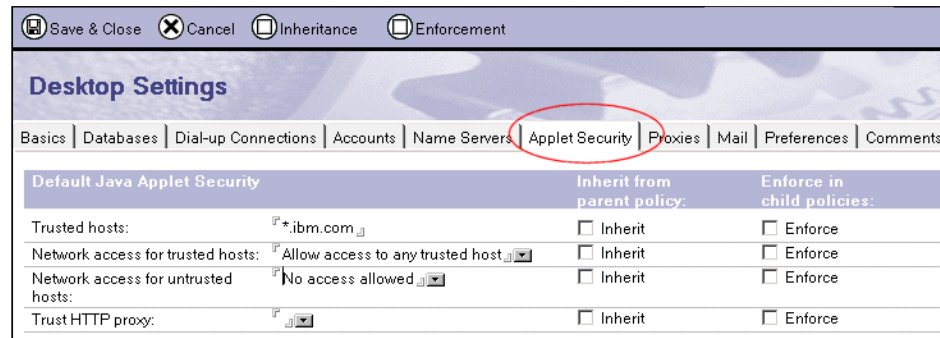 Save & Close Cancel Inheritance Enforcement
Desktop Settings
Basics Databases Dial-up Connections Accounts Name Servers Applet Security Proxies Mail Preferences Comments
Default Java Applet Security Inherit from parent policy: Enforce in child policies:
Trusted hosts: *.ibm.com Inherit Enforce
Network access for trusted hosts: Allow access to any trusted host Inherit Enforce
Network access for untrusted hosts: No access allowed Inherit Enforce
Trust HTTP proxy: Inherit Enforce